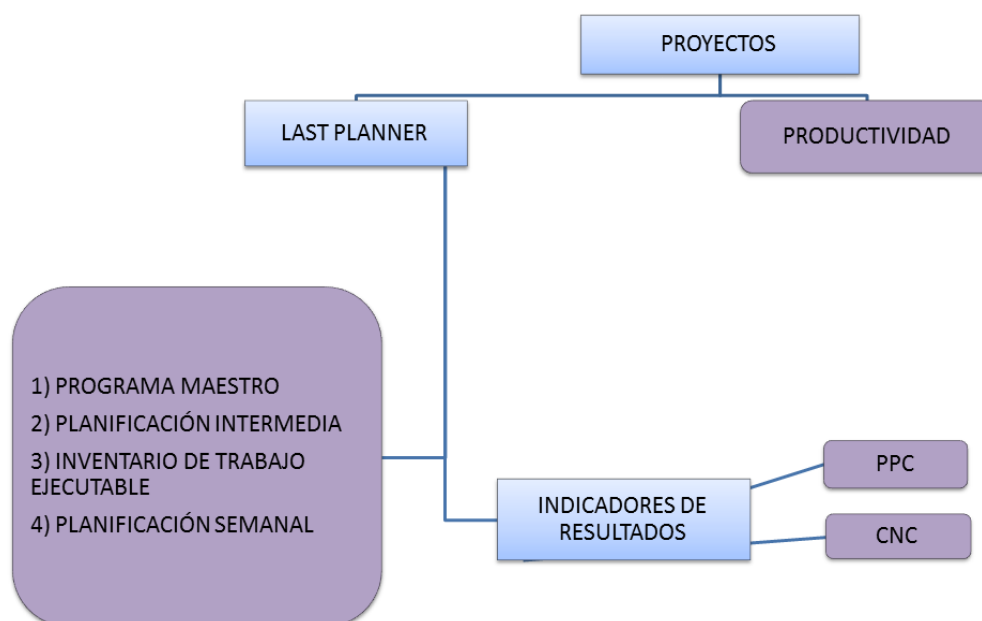 PROYECTOS
LAST PLANNER
PRODUCTIVIDAD
1) PROGRAMA MAESTRO
2) PLANIFICACIÓN INTERMEDIA
3) INVENTARIO DE TRABAJO
EJECUTABLE
4) PLANIFICACIÓN SEMANAL
INDICADORES DE
RESULTADOS
PPC
CNC